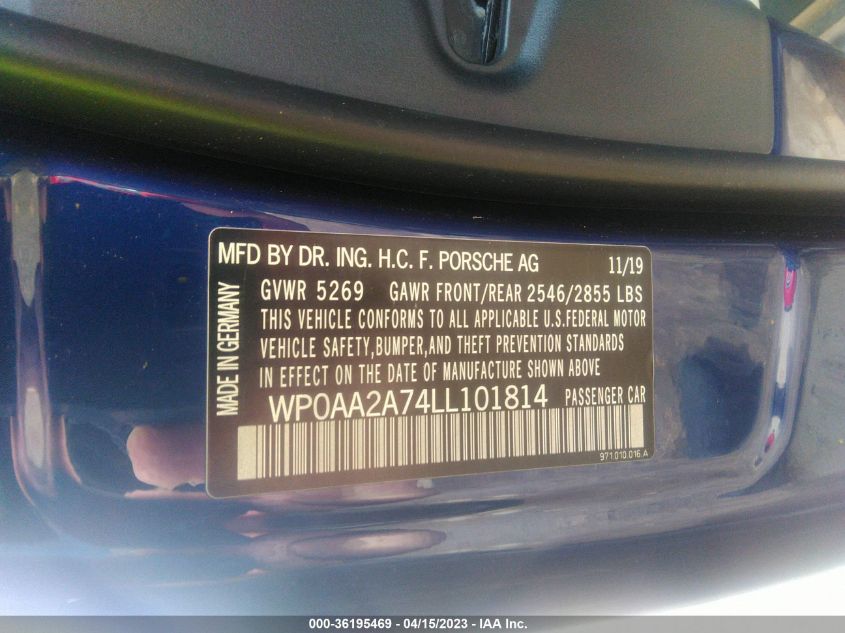 MFD BY DR. ING. H.C. F. PORSCHE AG 11/19
GVWR 5269 GAWR FRONT/REAR 2546/2855 LBS
THIS VEHICLE CONFORMS TO ALL APPLICABLE U.S.FEDERAL MOTOR
VEHICLE SAFETY,BUMPER,AND THEFT PREVENTION STANDARDS
IN EFFECT ON THE DATE OF MANUFACTURE SHOWN ABOVE
WP0AA2A74LL101814 PASSENGER CAR
MADE IN GERMANY
971.010.016 A
000-36195469 - 04/15/2023 - IAA Inc.